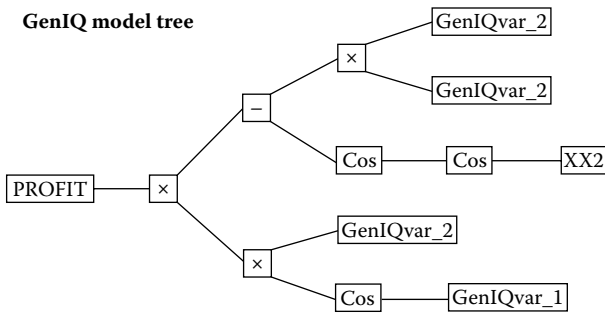 GenIQ model tree
GenIQvar_2
×
GenIQvar_2
−
Cos
Cos
XX2
PROFIT
×
GenIQvar_2
×
Cos
GenIQvar_1